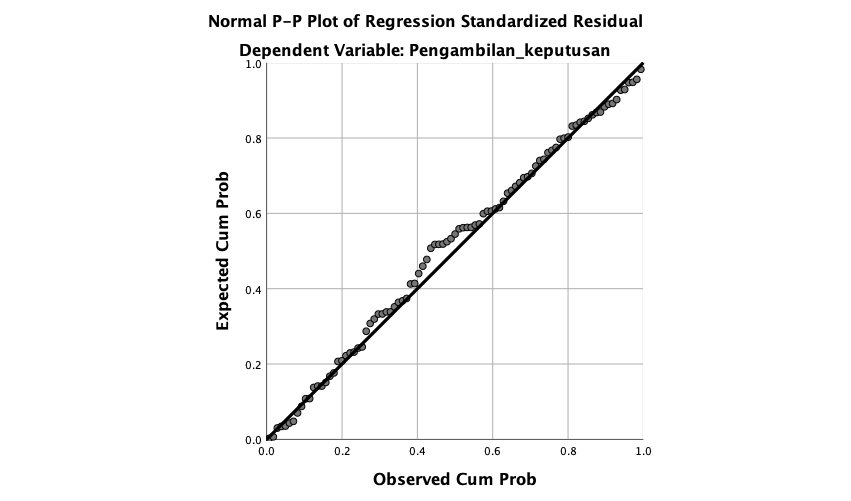 Normal P-P Plot of Regression Standardized Residual
Dependent Variable: Pengambilan_keputusan
1.0
0.8
0.6
0.4
0.2
0.0
Expected Cum Prob
0.0 0.2 0.4 0.6 0.8 1.0
Observed Cum Prob